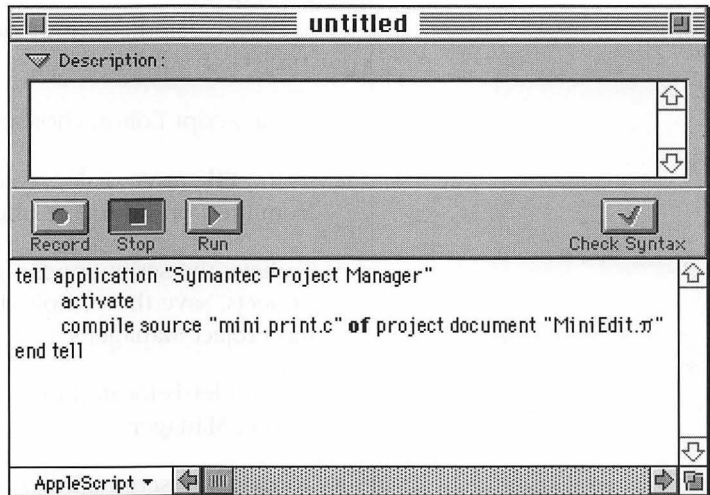 untitled
Description:
Record Stop Run Check Syntax
tell application "Symantec Project Manager"
activate
compile source "mini.print.c" of project document "MiniEdit.π"
end tell
AppleScript